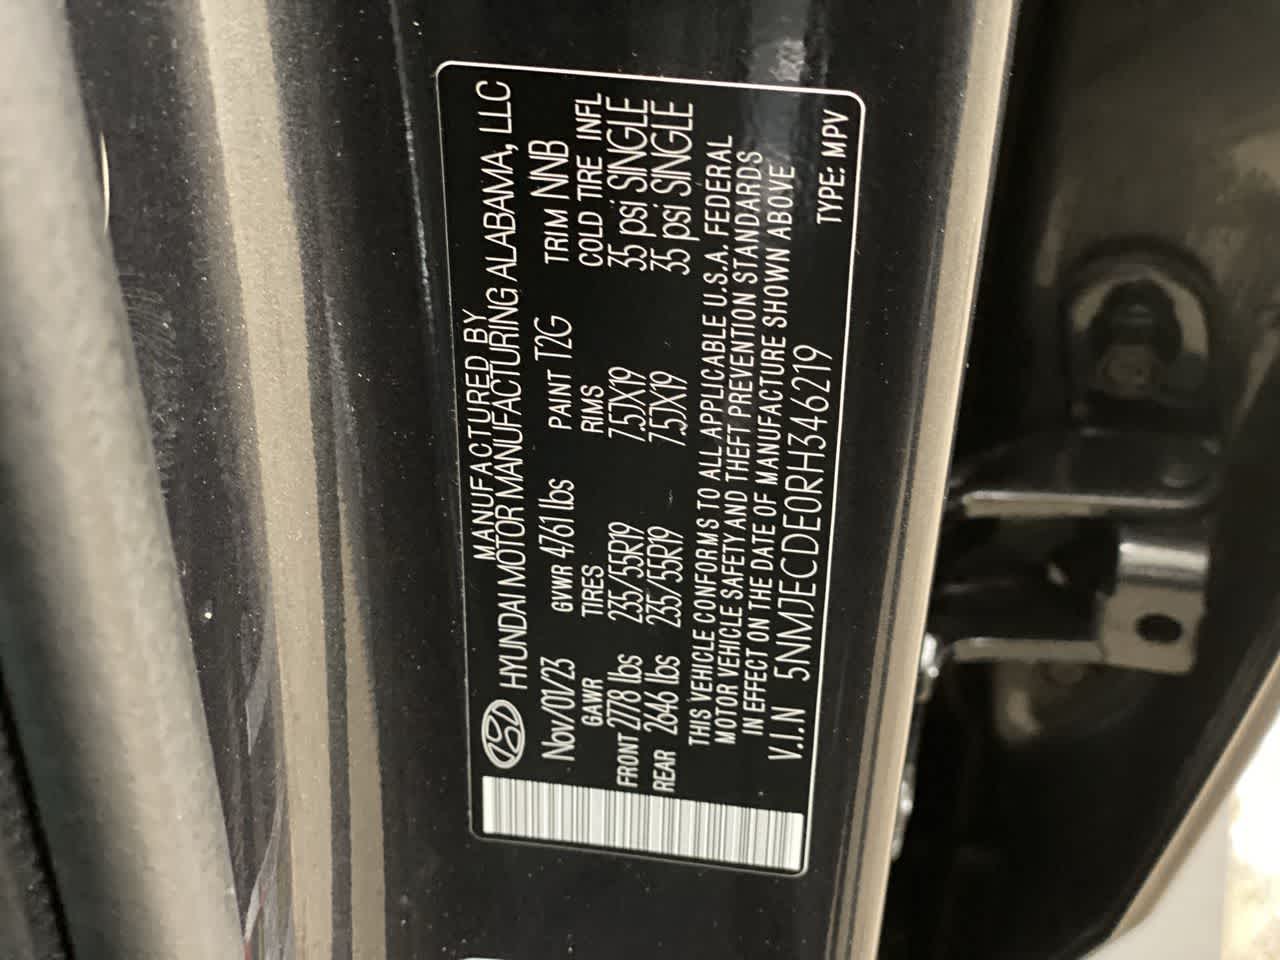 MANUFACTURED BY
HYUNDAI MOTOR MANUFACTURING ALABAMA, LLC
Nov/01/23 GVWR 4761 lbs PAINT T2G TRIM NNB
GAWR TIRES RIMS COLD TIRE INFL
FRONT 2778 lbs 235/55R19 7.5JX19 35 psi SINGLE
REAR 2646 lbs 235/55R19 7.5JX19 35 psi SINGLE
THIS VEHICLE CONFORMS TO ALL APPLICABLE U.S.A. FEDERAL
MOTOR VEHICLE SAFETY AND THEFT PREVENTION STANDARDS
IN EFFECT ON THE DATE OF MANUFACTURE SHOWN ABOVE
V.I.N 5NMJECDE0RH346219 TYPE: MPV